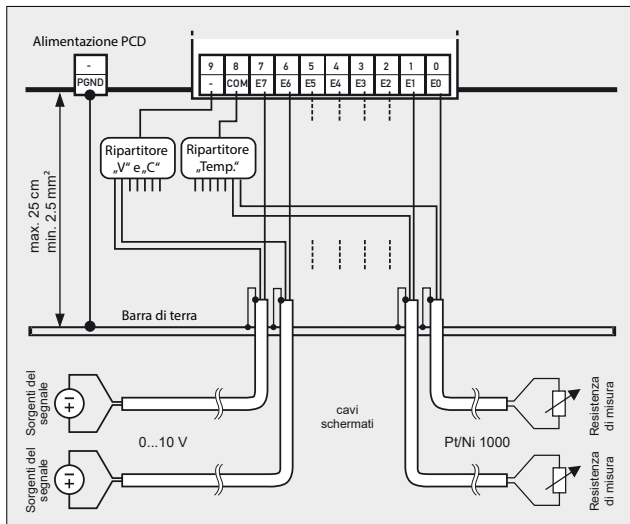 Alimentazione PCD
-
PGND
9 8 7 6 5 4 3 2 1 0
- COM E7 E6 E5 E4 E3 E2 E1 E0
Ripartitore
„V“ e „C“
Ripartitore
„Temp.“
max. 25 cm
min. 2.5 mm²
Barra di terra
Sorgenti del
segnale
0...10 V
cavi
schermati
Pt/Ni 1000
Resistenza
di misura
Sorgenti del
segnale
Resistenza
di misura